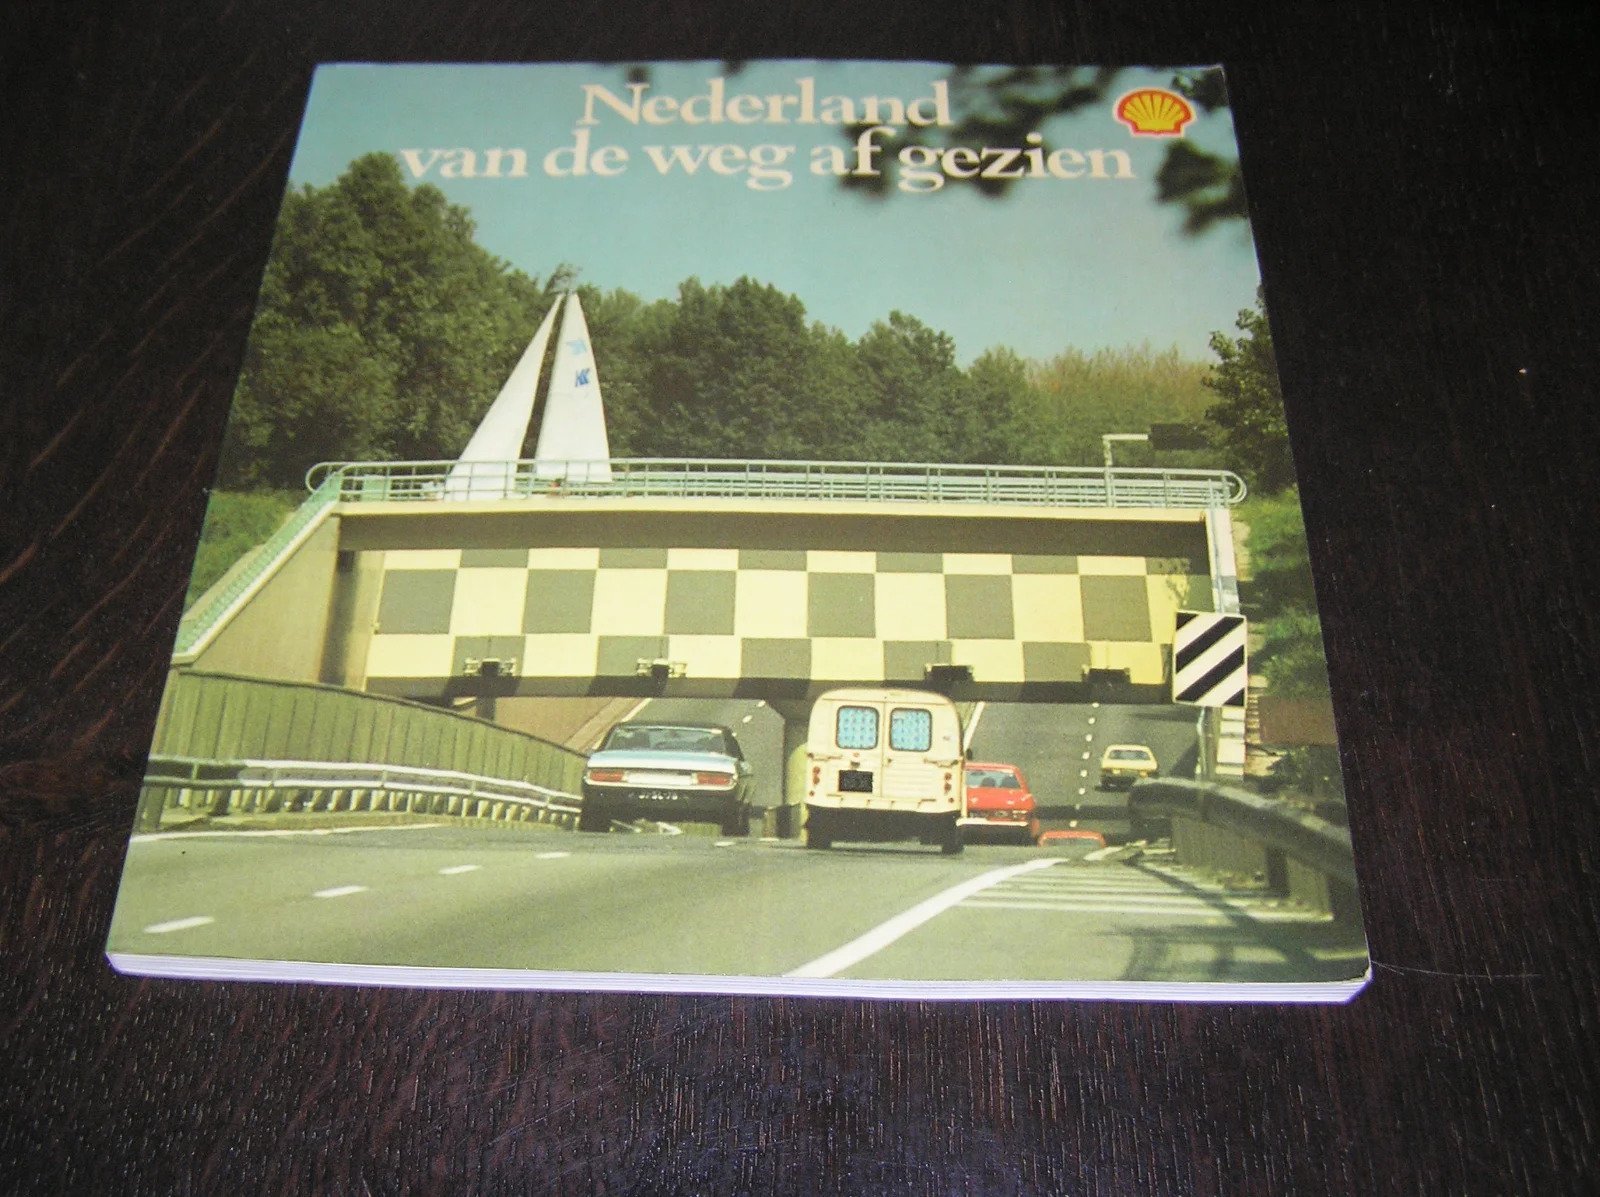 Nederland
van de weg af gezien